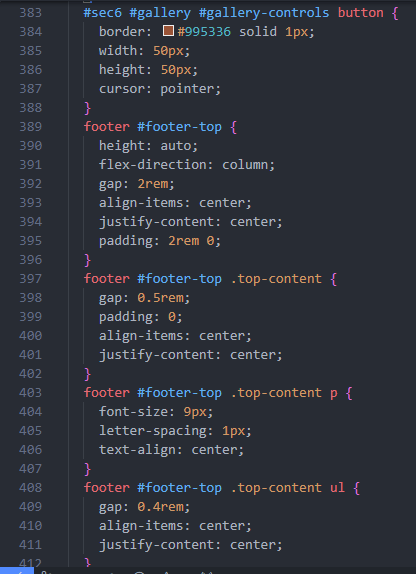 383 #sec6 #gallery #gallery-controls button {
384 border: #995336 solid 1px;
385 width: 50px;
386 height: 50px;
387 cursor: pointer;
388 }
389 footer #footer-top {
390 height: auto;
391 flex-direction: column;
392 gap: 2rem;
393 align-items: center;
394 justify-content: center;
395 padding: 2rem 0;
396 }
397 footer #footer-top .top-content {
398 gap: 0.5rem;
399 padding: 0;
400 align-items: center;
401 justify-content: center;
402 }
403 footer #footer-top .top-content p {
404 font-size: 9px;
405 letter-spacing: 1px;
406 text-align: center;
407 }
408 footer #footer-top .top-content ul {
409 gap: 0.4rem;
410 align-items: center;
411 justify-content: center;
412 }